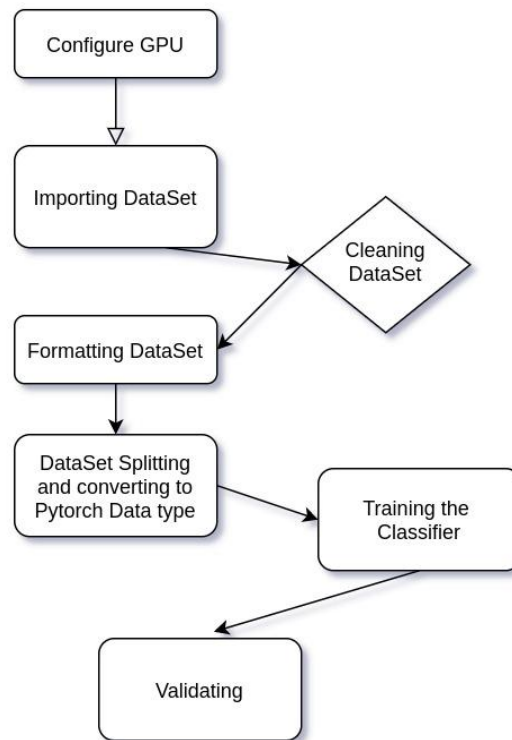 Configure GPU
Importing DataSet
Cleaning
DataSet
Formatting DataSet
DataSet Splitting
and converting to
Pytorch Data type
Training the
Classifier
Validating